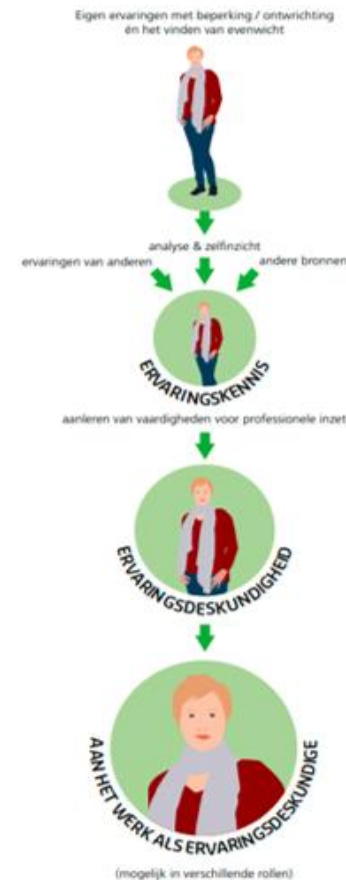 Eigen ervaringen met beperking / ontwrichting
én het vinden van evenwicht
analyse & zelfinzicht
ervaringen van anderen
andere bronnen
ERVARINGSKENNIS
aanleren van vaardigheden voor professionele inzet
ERVARINGSDESKUNDIGHEID
AAN HET WERK ALS ERVARINGSDESKUNDIGE
(mogelijk in verschillende rollen)